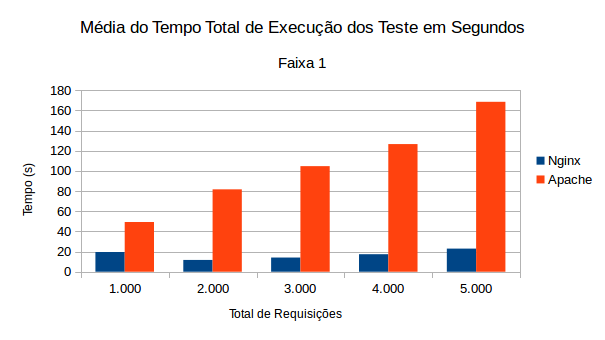 Média do Tempo Total de Execução dos Teste em Segundos
Faixa 1
180
160
140
120
100
80
60
40
20
0
Tempo (s)
1.000 2.000 3.000 4.000 5.000
Total de Requisições
Nginx
Apache